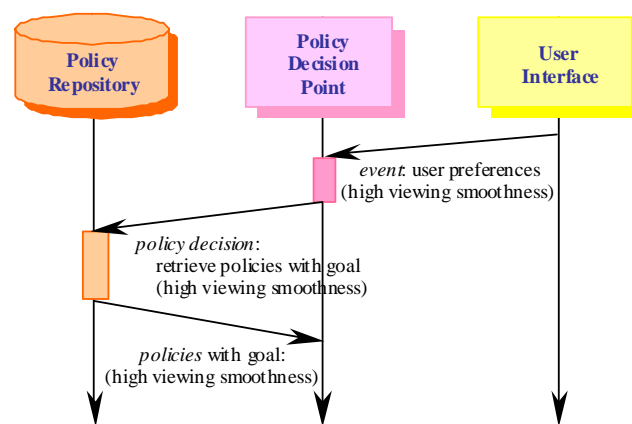 Policy
Repository
Policy
Decision
Point
User
Interface
event: user preferences
(high viewing smoothness)
policy decision:
retrieve policies with goal
(high viewing smoothness)
policies with goal:
(high viewing smoothness)